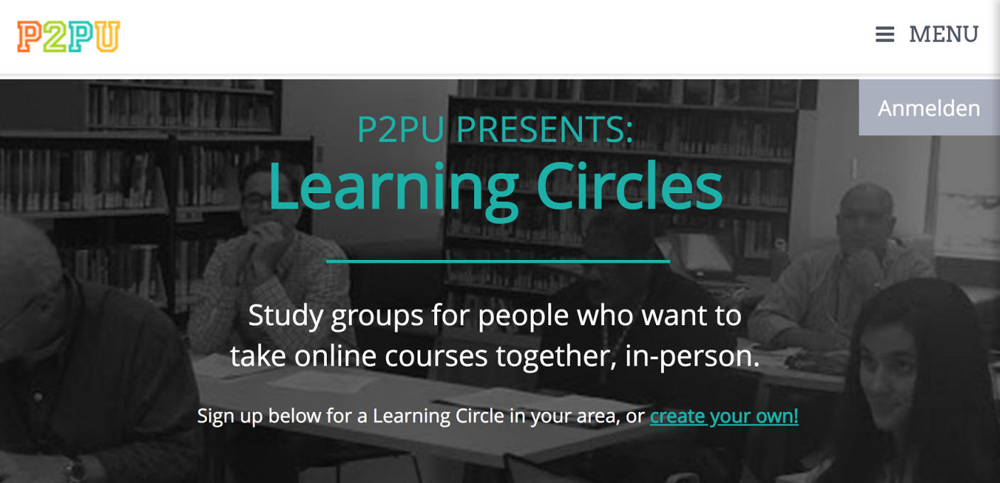 P2PU
MENU
Anmelden
P2PU PRESENTS:
Learning Circles
Study groups for people who want to
take online courses together, in-person.
Sign up below for a Learning Circle in your area, or create your own!